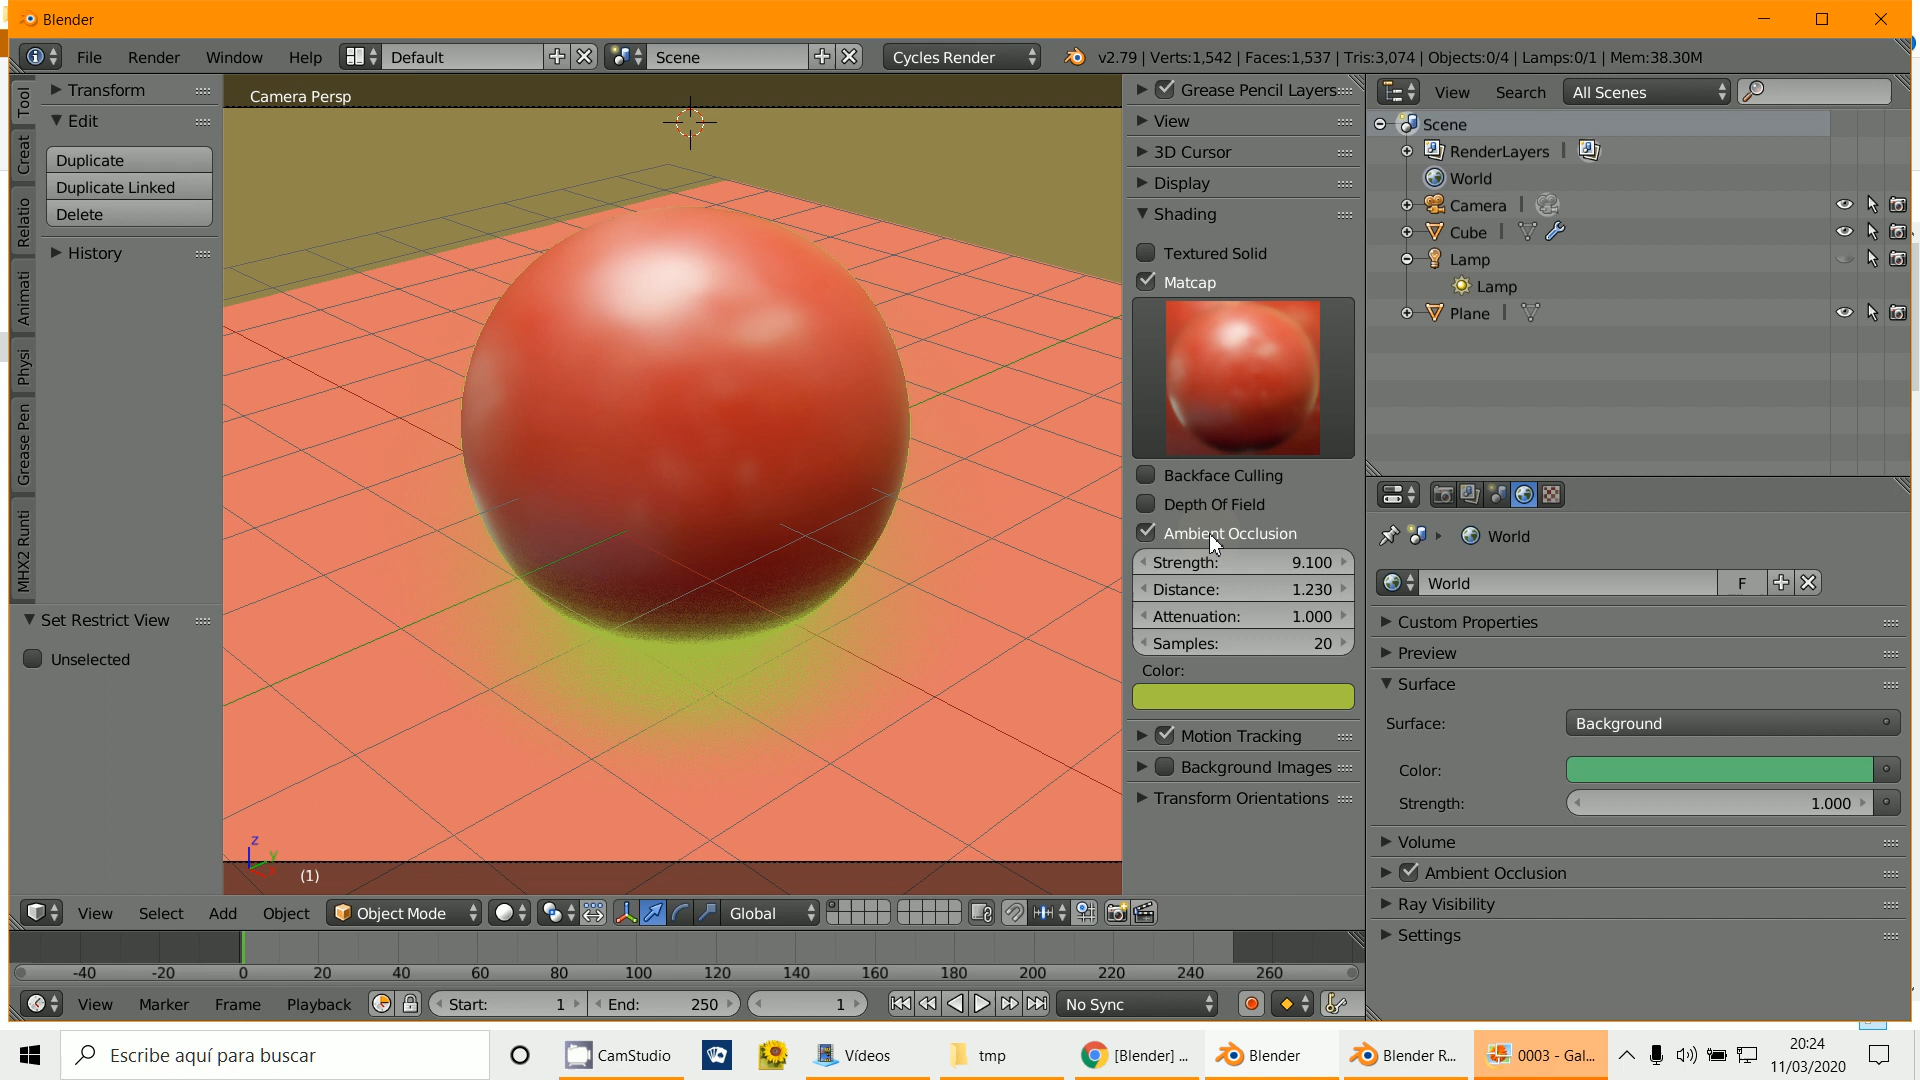 Blender
File Render Window Help Default Scene Cycles Render v2.79 | Verts:1,542 | Faces:1,537 | Tris:3,074 | Objects:0/4 | Lamps:0/1 | Mem:38.30M
Tool
Creat
Relatio
Animati
Physi
Grease Pen
MHX2 Runti
Transform
Edit
Duplicate
Duplicate Linked
Delete
History
Set Restrict View
Unselected
Camera Persp
z
y
x
(1)
Grease Pencil Layers
View
3D Cursor
Display
Shading
Textured Solid
Matcap
Backface Culling
Depth Of Field
Ambient Occlusion
Strength: 9.100
Distance: 1.230
Attenuation: 1.000
Samples: 20
Color:
Motion Tracking
Background Images
Transform Orientations
View Search All Scenes
Scene
RenderLayers |
World
Camera |
Cube |
Lamp
Lamp
Plane |
World
World F
Custom Properties
Preview
Surface
Surface: Background
Color:
Strength: 1.000
Volume
Ambient Occlusion
Ray Visibility
Settings
View Select Add Object Object Mode Global
-40 -20 0 20 40 60 80 100 120 140 160 180 200 220 240 260
View Marker Frame Playback Start: 1 End: 250 1 No Sync
Escribe aquí para buscar
CamStudio
Vídeos
tmp
[Blender] ...
Blender
Blender R...
0003 - Gal...
20:24
11/03/2020